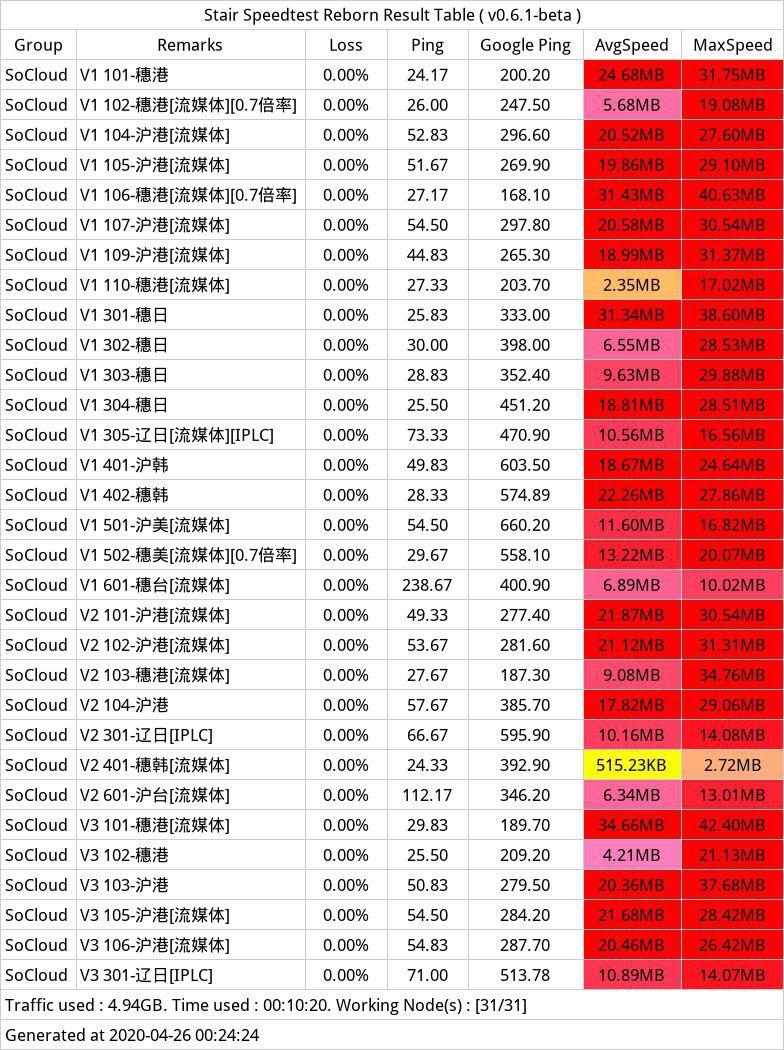 Stair Speedtest Reborn Result Table ( v0.6.1-beta )
Group Remarks Loss Ping Google Ping AvgSpeed MaxSpeed
SoCloud V1 101-穗港 0.00% 24.17 200.20 24.68MB 31.75MB
SoCloud V1 102-穗港[流媒体][0.7倍率] 0.00% 26.00 247.50 5.68MB 19.08MB
SoCloud V1 104-沪港[流媒体] 0.00% 52.83 296.60 20.52MB 27.60MB
SoCloud V1 105-沪港[流媒体] 0.00% 51.67 269.90 19.86MB 29.10MB
SoCloud V1 106-穗港[流媒体][0.7倍率] 0.00% 27.17 168.10 31.43MB 40.63MB
SoCloud V1 107-沪港[流媒体] 0.00% 54.50 297.80 20.58MB 30.54MB
SoCloud V1 109-沪港[流媒体] 0.00% 44.83 265.30 18.99MB 31.37MB
SoCloud V1 110-穗港[流媒体] 0.00% 27.33 203.70 2.35MB 17.02MB
SoCloud V1 301-穗日 0.00% 25.83 333.00 31.34MB 38.60MB
SoCloud V1 302-穗日 0.00% 30.00 398.00 6.55MB 28.53MB
SoCloud V1 303-穗日 0.00% 28.83 352.40 9.63MB 29.88MB
SoCloud V1 304-穗日 0.00% 25.50 451.20 18.81MB 28.51MB
SoCloud V1 305-辽日[流媒体][IPLC] 0.00% 73.33 470.90 10.56MB 16.56MB
SoCloud V1 401-沪韩 0.00% 49.83 603.50 18.67MB 24.64MB
SoCloud V1 402-穗韩 0.00% 28.33 574.89 22.26MB 27.86MB
SoCloud V1 501-沪美[流媒体] 0.00% 54.50 660.20 11.60MB 16.82MB
SoCloud V1 502-穗美[流媒体][0.7倍率] 0.00% 29.67 558.10 13.22MB 20.07MB
SoCloud V1 601-穗台[流媒体] 0.00% 238.67 400.90 6.89MB 10.02MB
SoCloud V2 101-沪港[流媒体] 0.00% 49.33 277.40 21.87MB 30.54MB
SoCloud V2 102-沪港[流媒体] 0.00% 53.67 281.60 21.12MB 31.31MB
SoCloud V2 103-穗港[流媒体] 0.00% 27.67 187.30 9.08MB 34.76MB
SoCloud V2 104-沪港 0.00% 57.67 385.70 17.82MB 29.06MB
SoCloud V2 301-辽日[IPLC] 0.00% 66.67 595.90 10.16MB 14.08MB
SoCloud V2 401-穗韩[流媒体] 0.00% 24.33 392.90 515.23KB 2.72MB
SoCloud V2 601-沪台[流媒体] 0.00% 112.17 346.20 6.34MB 13.01MB
SoCloud V3 101-穗港[流媒体] 0.00% 29.83 189.70 34.66MB 42.40MB
SoCloud V3 102-穗港 0.00% 25.50 209.20 4.21MB 21.13MB
SoCloud V3 103-沪港 0.00% 50.83 279.50 20.36MB 37.68MB
SoCloud V3 105-沪港[流媒体] 0.00% 54.50 284.20 21.68MB 28.42MB
SoCloud V3 106-沪港[流媒体] 0.00% 54.83 287.70 20.46MB 26.42MB
SoCloud V3 301-辽日[IPLC] 0.00% 71.00 513.78 10.89MB 14.07MB
Traffic used : 4.94GB. Time used : 00:10:20. Working Node(s) : [31/31]
Generated at 2020-04-26 00:24:24